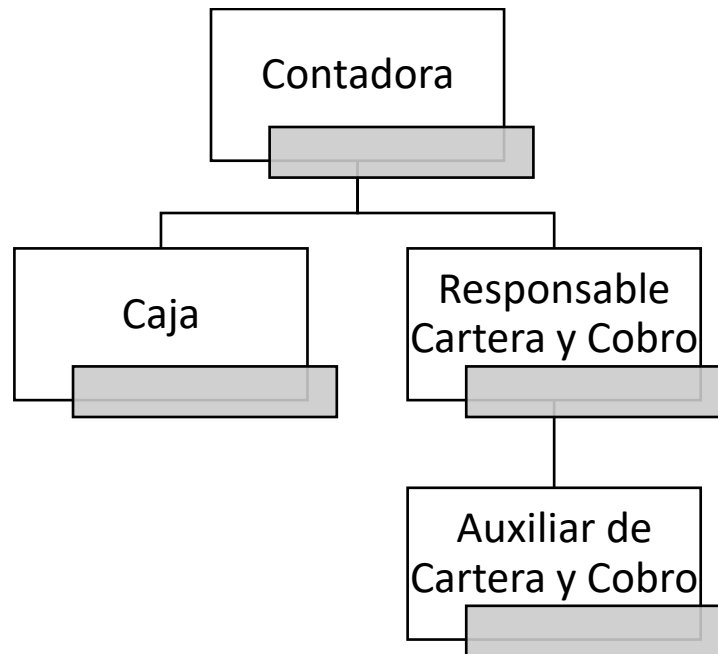 Contadora
Caja
Responsable
Cartera y Cobro
Auxiliar de
Cartera y Cobro